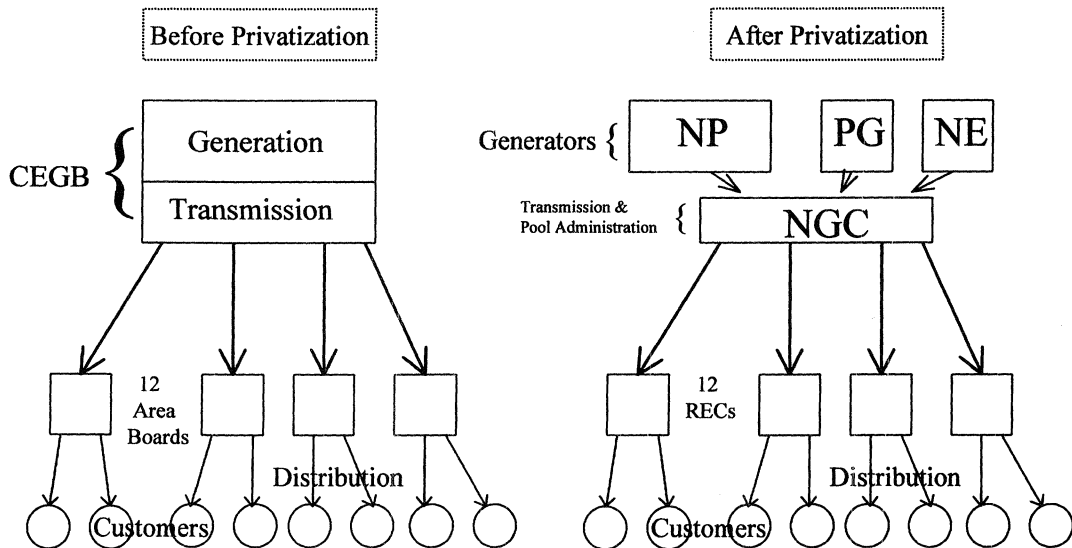 Before Privatization
CEGB
Generation
Transmission
12
Area
Boards
Distribution
Customers
After Privatization
Generators
NP
PG
NE
Transmission &
Pool Administration
NGC
12
RECs
Distribution
Customers